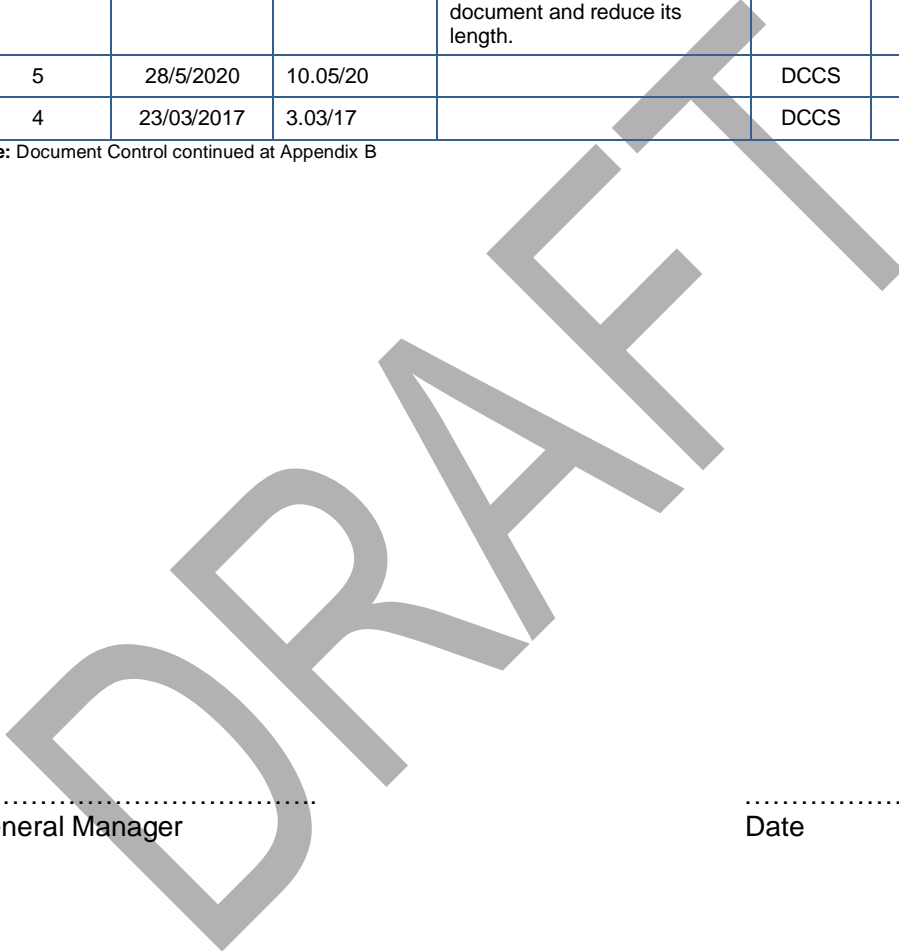 document and reduce its
length.
5 28/5/2020 10.05/20 DCCS
4 23/03/2017 3.03/17 DCCS
e: Document Control continued at Appendix B
DRAFT
……………………………….. ………………
neral Manager Date